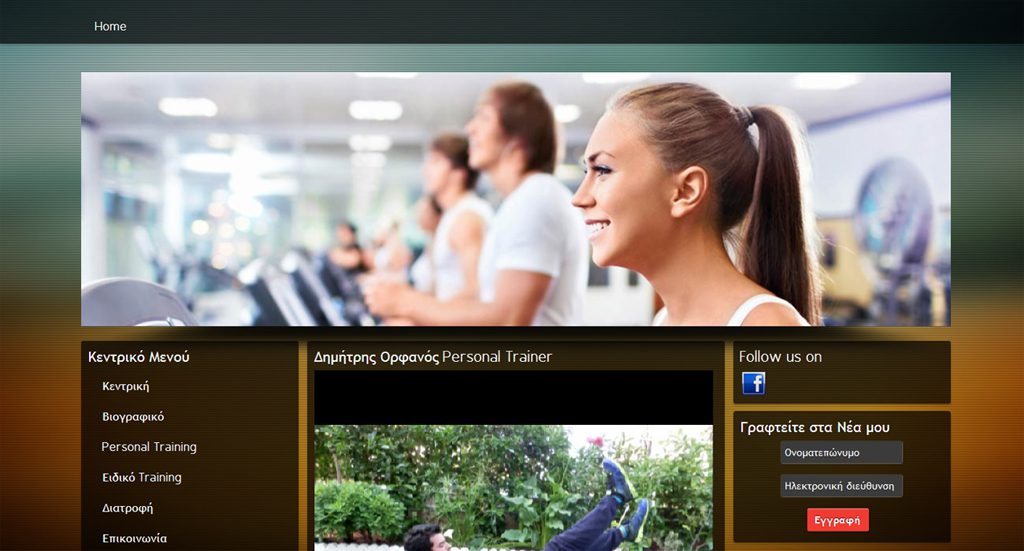 Home
Κεντρικό Μενού
Κεντρική
Βιογραφικό
Personal Training
Ειδικό Training
Διατροφή
Επικοινωνία
Δημήτρης Ορφανός Personal Trainer
Follow us on
f
Γραφτείτε στα Νέα μου
Ονοματεπώνυμο
Ηλεκτρονική διεύθυνση
Εγγραφή